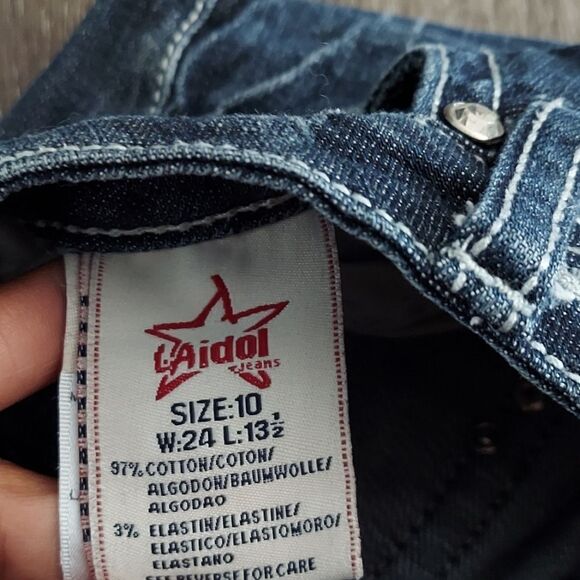 L.A.idol
Jeans
SIZE:10
W:24 L:13½
97% COTTON/COTON/
ALGODON/BAUMWOLLE/
ALGODAO
3% ELASTIN/ELASTINE/
ELASTICO/ELASTOMORO/
ELASTANO
SEE REVERSE FOR CARE